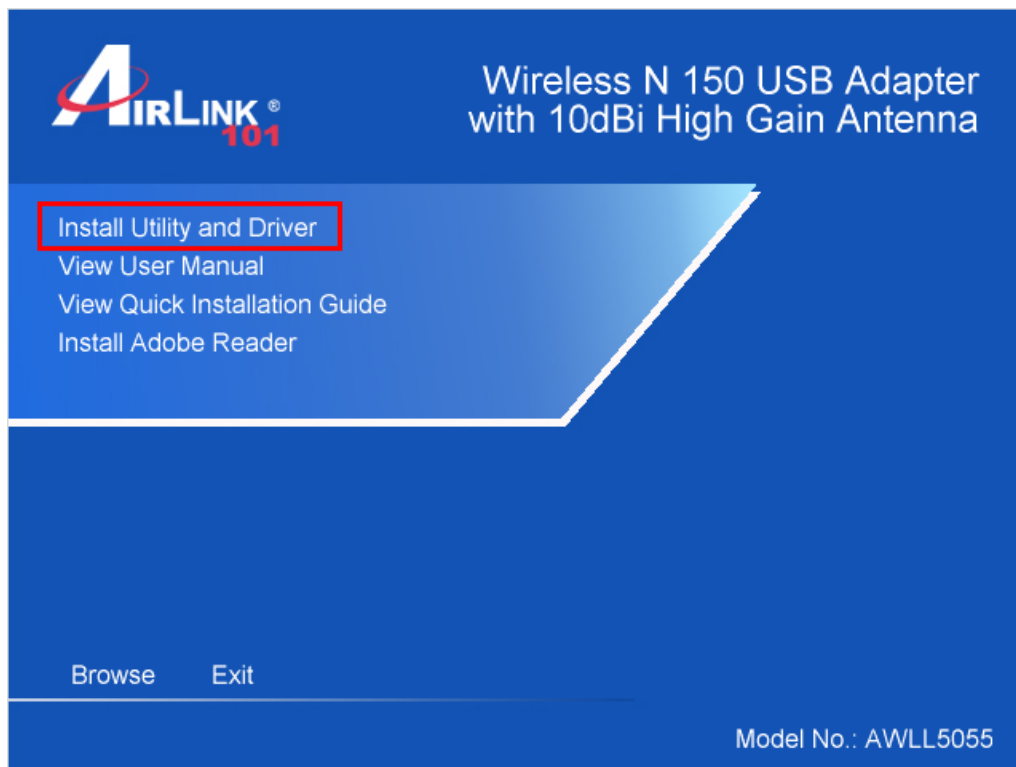 AIRLINK ®
101
Wireless N 150 USB Adapter
with 10dBi High Gain Antenna
Install Utility and Driver
View User Manual
View Quick Installation Guide
Install Adobe Reader
Browse Exit
Model No.: AWLL5055